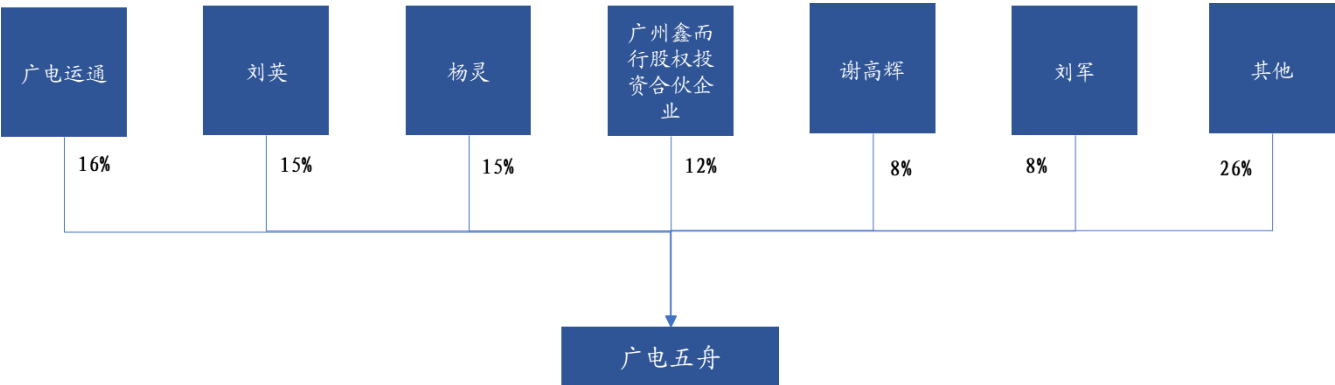 广电运通
刘英
杨灵
广州鑫而
行股权投
资合伙企
业
谢高辉
刘军
其他
16%
15%
15%
12%
8%
8%
26%
广电五舟